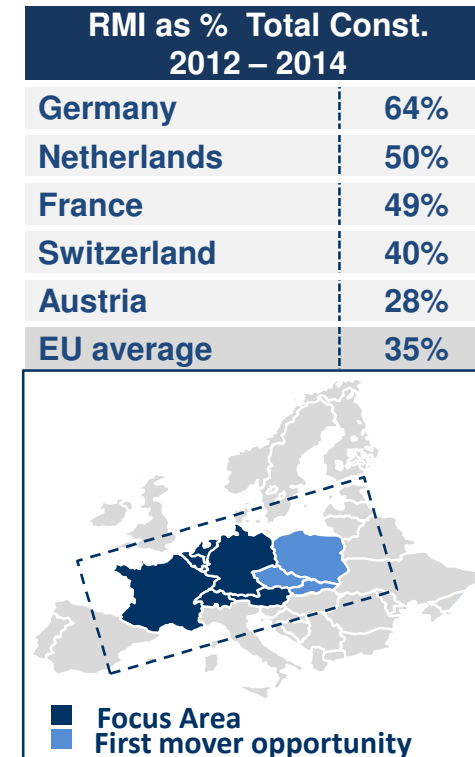 RMI as % Total Const.
2012 – 2014
Germany 64%
Netherlands 50%
France 49%
Switzerland 40%
Austria 28%
EU average 35%
Focus Area
First mover opportunity